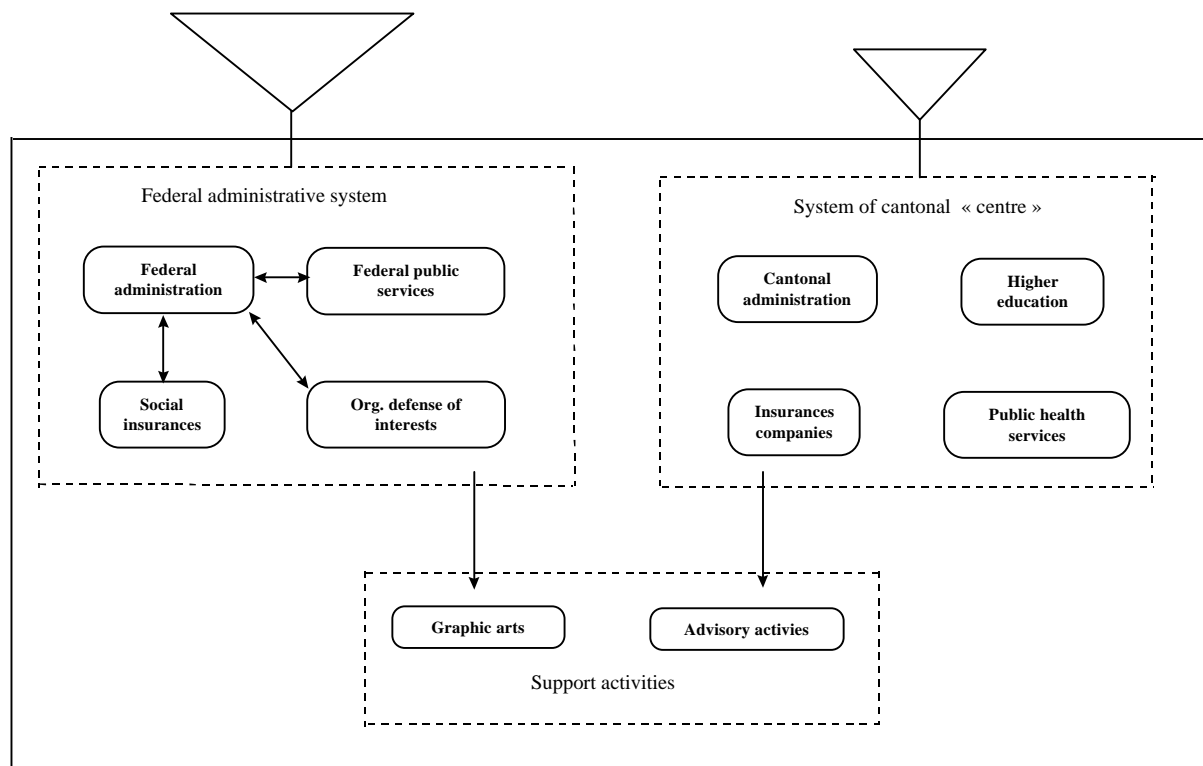 Federal administrative system
Federal
administration
Federal public
services
Social
insurances
Org. defense of
interests
System of cantonal « centre »
Cantonal
administration
Higher
education
Insurances
companies
Public health
services
Graphic arts
Advisory activies
Support activities